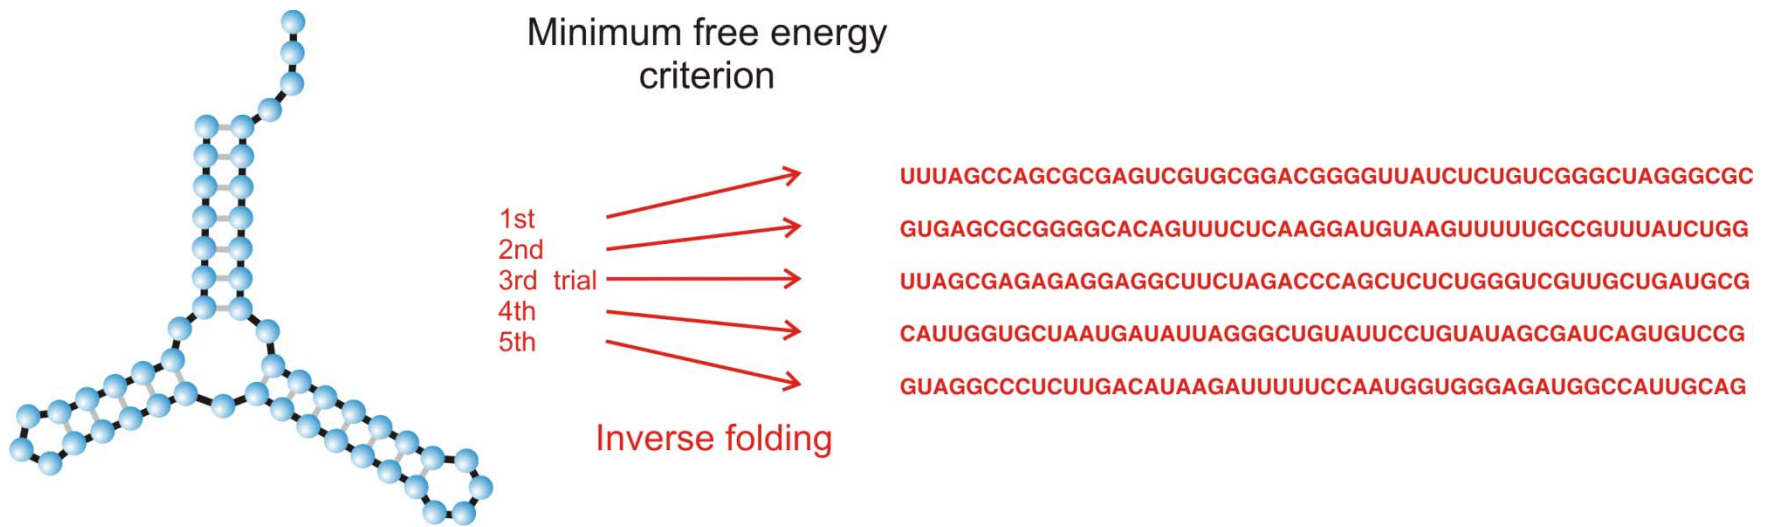 Minimum free energy
criterion
1st
2nd
3rd trial
4th
5th
UUUAGCCAGCGCGAGUCGUGCGGACGGGGUUAUCUCUGUCGGGCUAGGGCGC
GUGAGCGCGGGGCACAGUUUCUCAAGGAUGUAAGUUUUUGCCGUUUAUCUGG
UUAGCGAGAGAGGAGGCUUCUAGACCCAGCUCUCUGGGUCGUUGCUGAUGCG
CAUUGGUGCUAAUGAUAUUAGGGCUGUAUUCCUGUAUAGCGAUCAGUGUCCG
GUAGGCCCUCUUGACAUAAGAUUUUUCCAAUGGUGGGAGAUGGCCAUUGCAG
Inverse folding